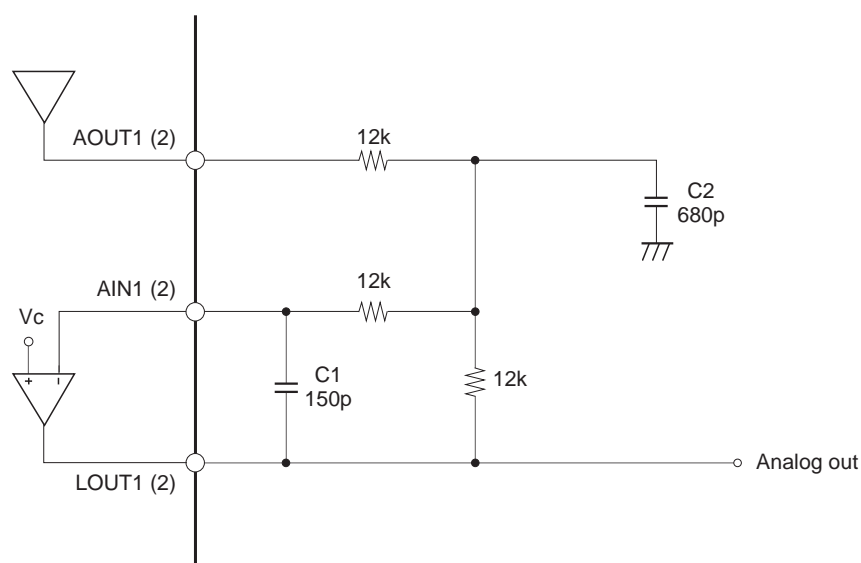 AOUT1 (2)
12k
C2
680p
AIN1 (2)
12k
Vc
+ –
C1
150p
12k
LOUT1 (2)
Analog out